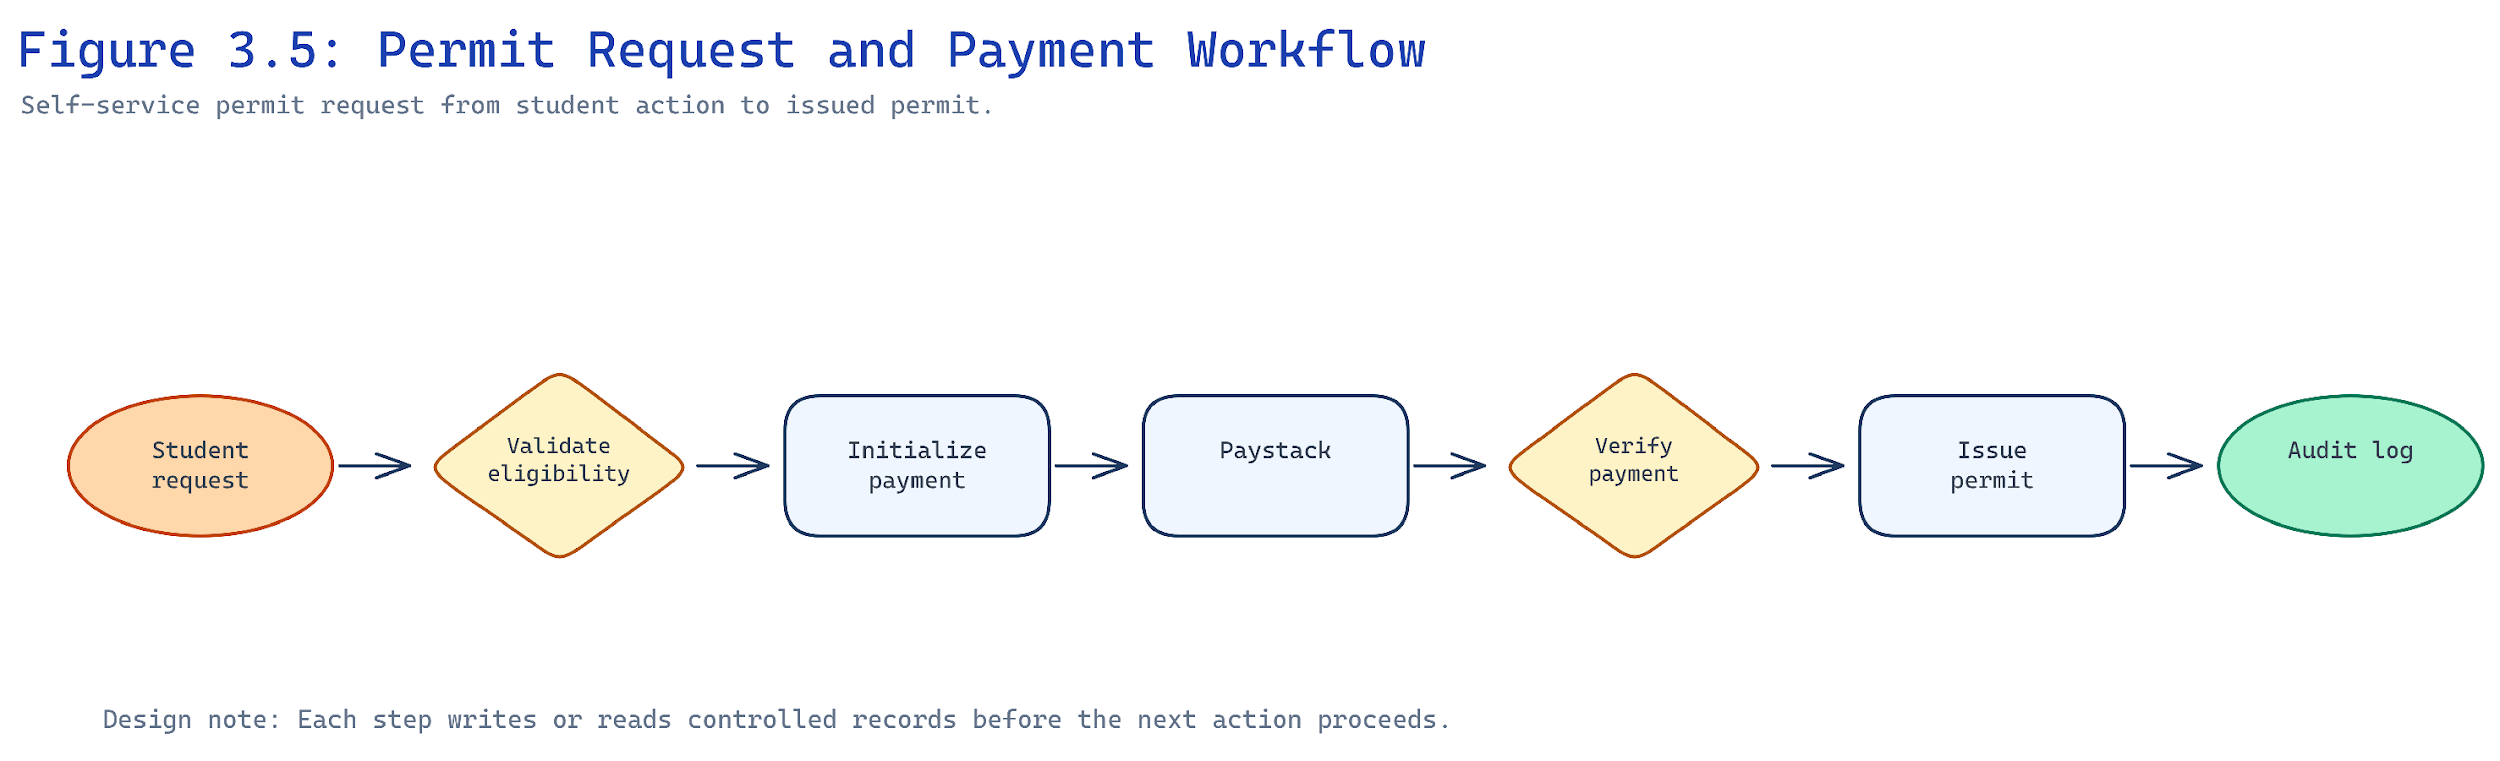 Figure 3.5: Permit Request and Payment Workflow
Self-service permit request from student action to issued permit.
Student
request
Validate
eligibility
Initialize
payment
Paystack
Verify
payment
Issue
permit
Audit log
Design note: Each step writes or reads controlled records before the next action proceeds.